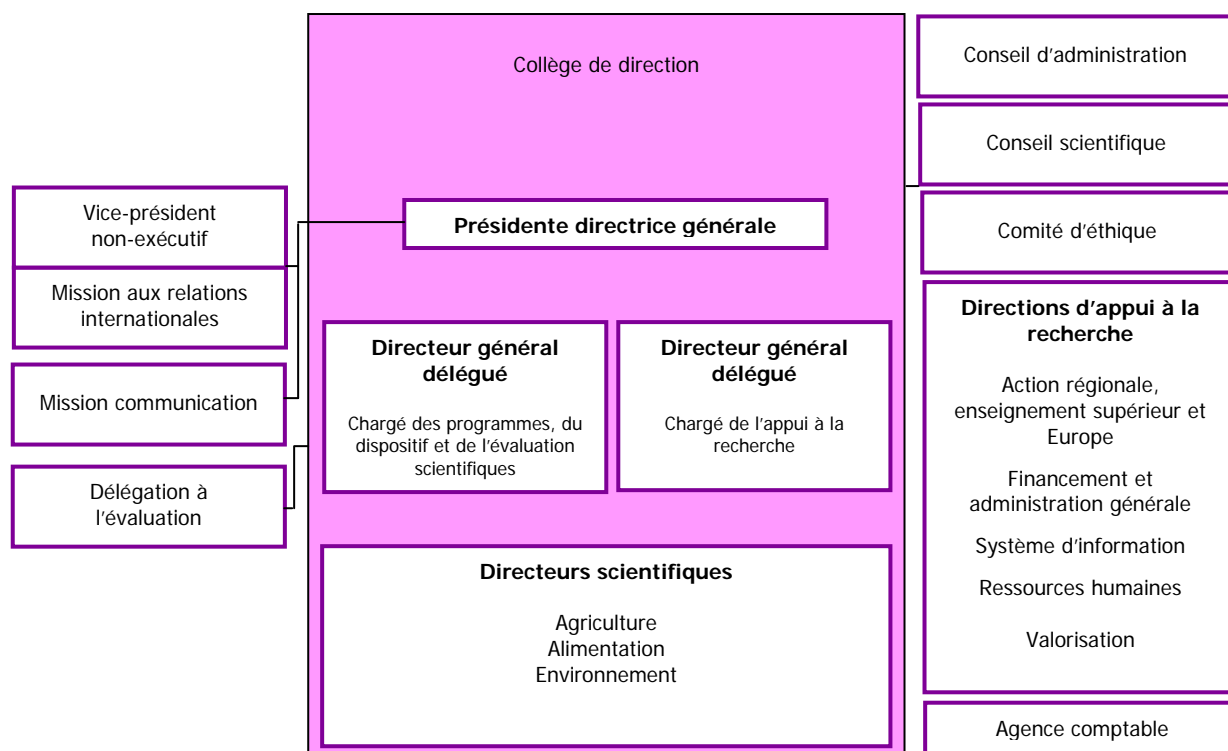 Collège de direction
Présidente directrice générale
Directeur général
délégué
Chargé des programmes, du
dispositif et de l'évaluation
scientifiques
Directeur général
délégué
Chargé de l'appui à la
recherche
Directeurs scientifiques
Agriculture
Alimentation
Environnement
Vice-président
non-exécutif
Mission aux relations
internationales
Mission communication
Délégation à
l'évaluation
Conseil d'administration
Conseil scientifique
Comité d'éthique
Directions d'appui à la
recherche
Action régionale,
enseignement supérieur et
Europe
Financement et
administration générale
Système d'information
Ressources humaines
Valorisation
Agence comptable